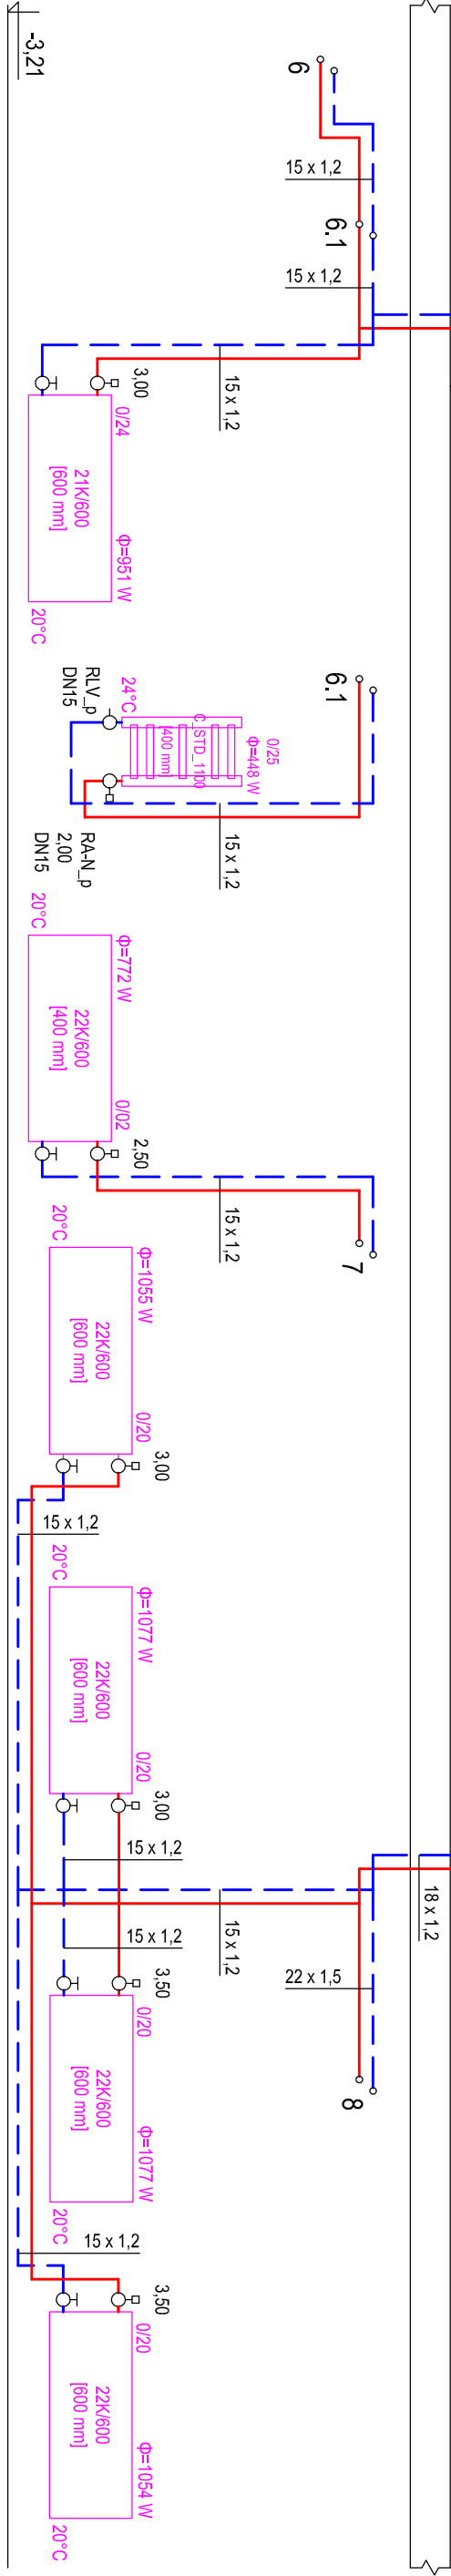 -3,21
6
15 x 1,2
6.1
15 x 1,2
15 x 1,2
3,00
0/24
21K/600
[600 mm]
Φ=951 W
20°C
6.1
RLV_p
DN15
24°C
C_STD_1100
[400 mm]
0/25
Φ=448 W
15 x 1,2
RA-N_p
2,00
DN15
20°C
Φ=772 W
22K/600
[400 mm]
0/02
2,50
15 x 1,2
7
20°C
Φ=1055 W
22K/600
[600 mm]
0/20
3,00
15 x 1,2
20°C
Φ=1077 W
22K/600
[600 mm]
0/20
3,00
15 x 1,2
15 x 1,2
15 x 1,2
18 x 1,2
22 x 1,5
8
3,50
0/20
22K/600
[600 mm]
Φ=1077 W
20°C
15 x 1,2
3,50
0/20
22K/600
[600 mm]
Φ=1054 W
20°C